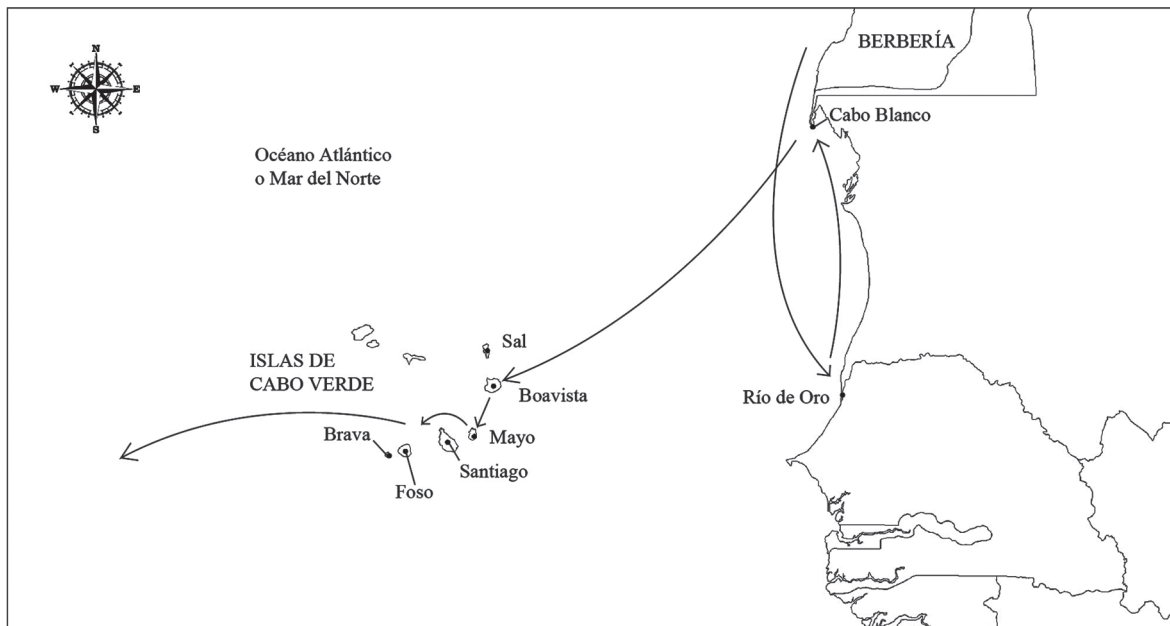 BERBERÍA
N
W
E
S
Cabo Blanco
Océano Atlántico
o Mar del Norte
Sal
ISLAS DE
CABO VERDE
Boavista
Río de Oro
Brava
Mayo
Santiago
Foso